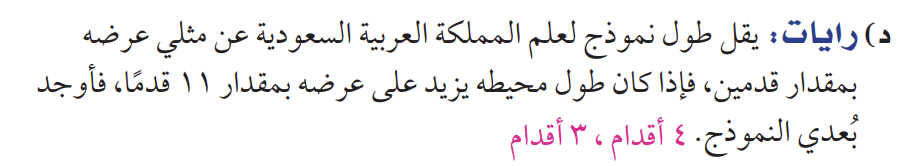 د) رايات: يقل طول نموذج لعلم المملكة العربية السعودية عن مثلي عرضه
بمقدار قدمين، فإذا كان طول محيطه يزيد على عرضه بمقدار ١١ قدمًا، فأوجد
بُعدي النموذج. ٤ أقدام ، ٣ أقدام